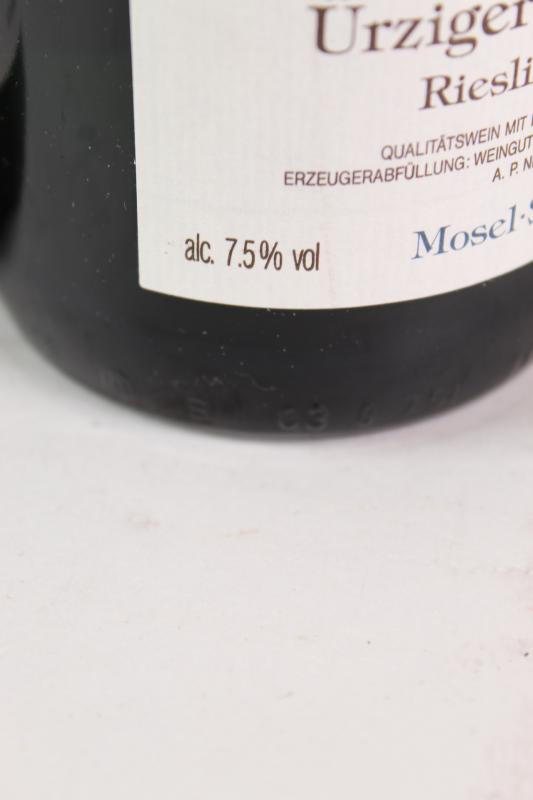 Ürziger
Riesli
QUALITÄTSWEIN MIT
ERZEUGERABFÜLLUNG: WEINGUT
A. P. N
alc. 7.5% vol
Mosel-S